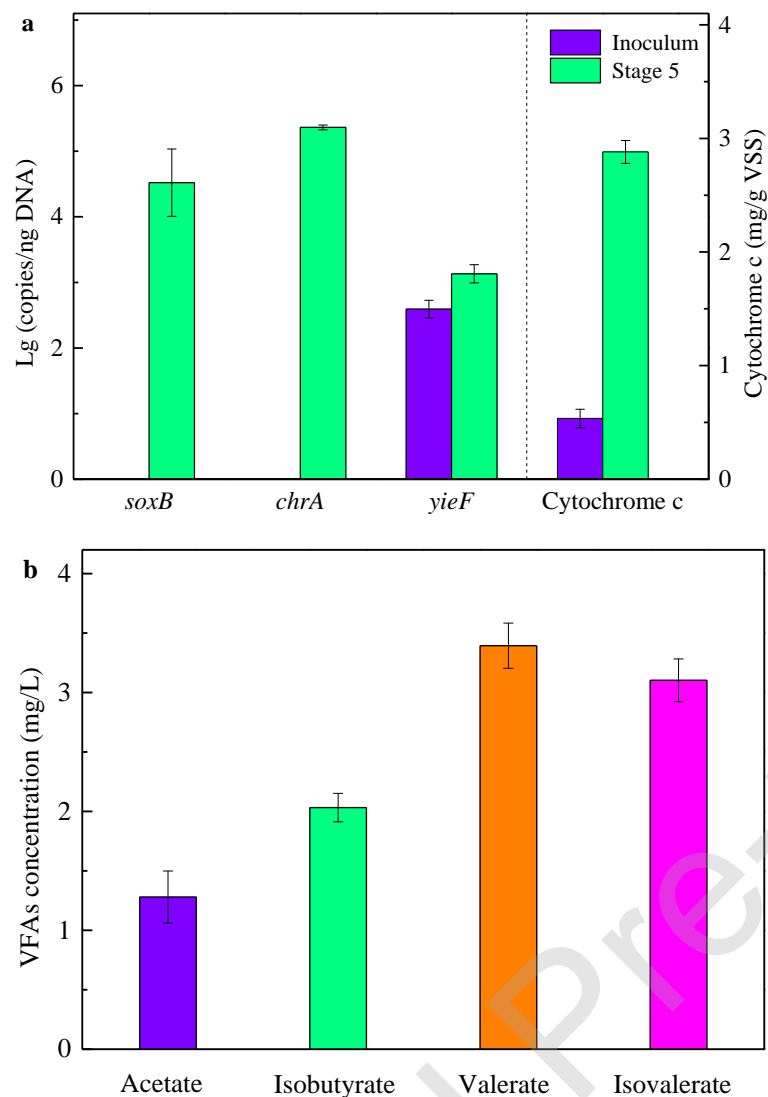 a
Inoculum
Stage 5
Lg (copies/ng DNA)
6
4
2
0
4
3
2
1
0
Cytochrome c (mg/g VSS)
soxB chrA yieF Cytochrome c
b
VFAs concentration (mg/L)
4
3
2
1
0
Acetate Isobutyrate Valerate Isovalerate